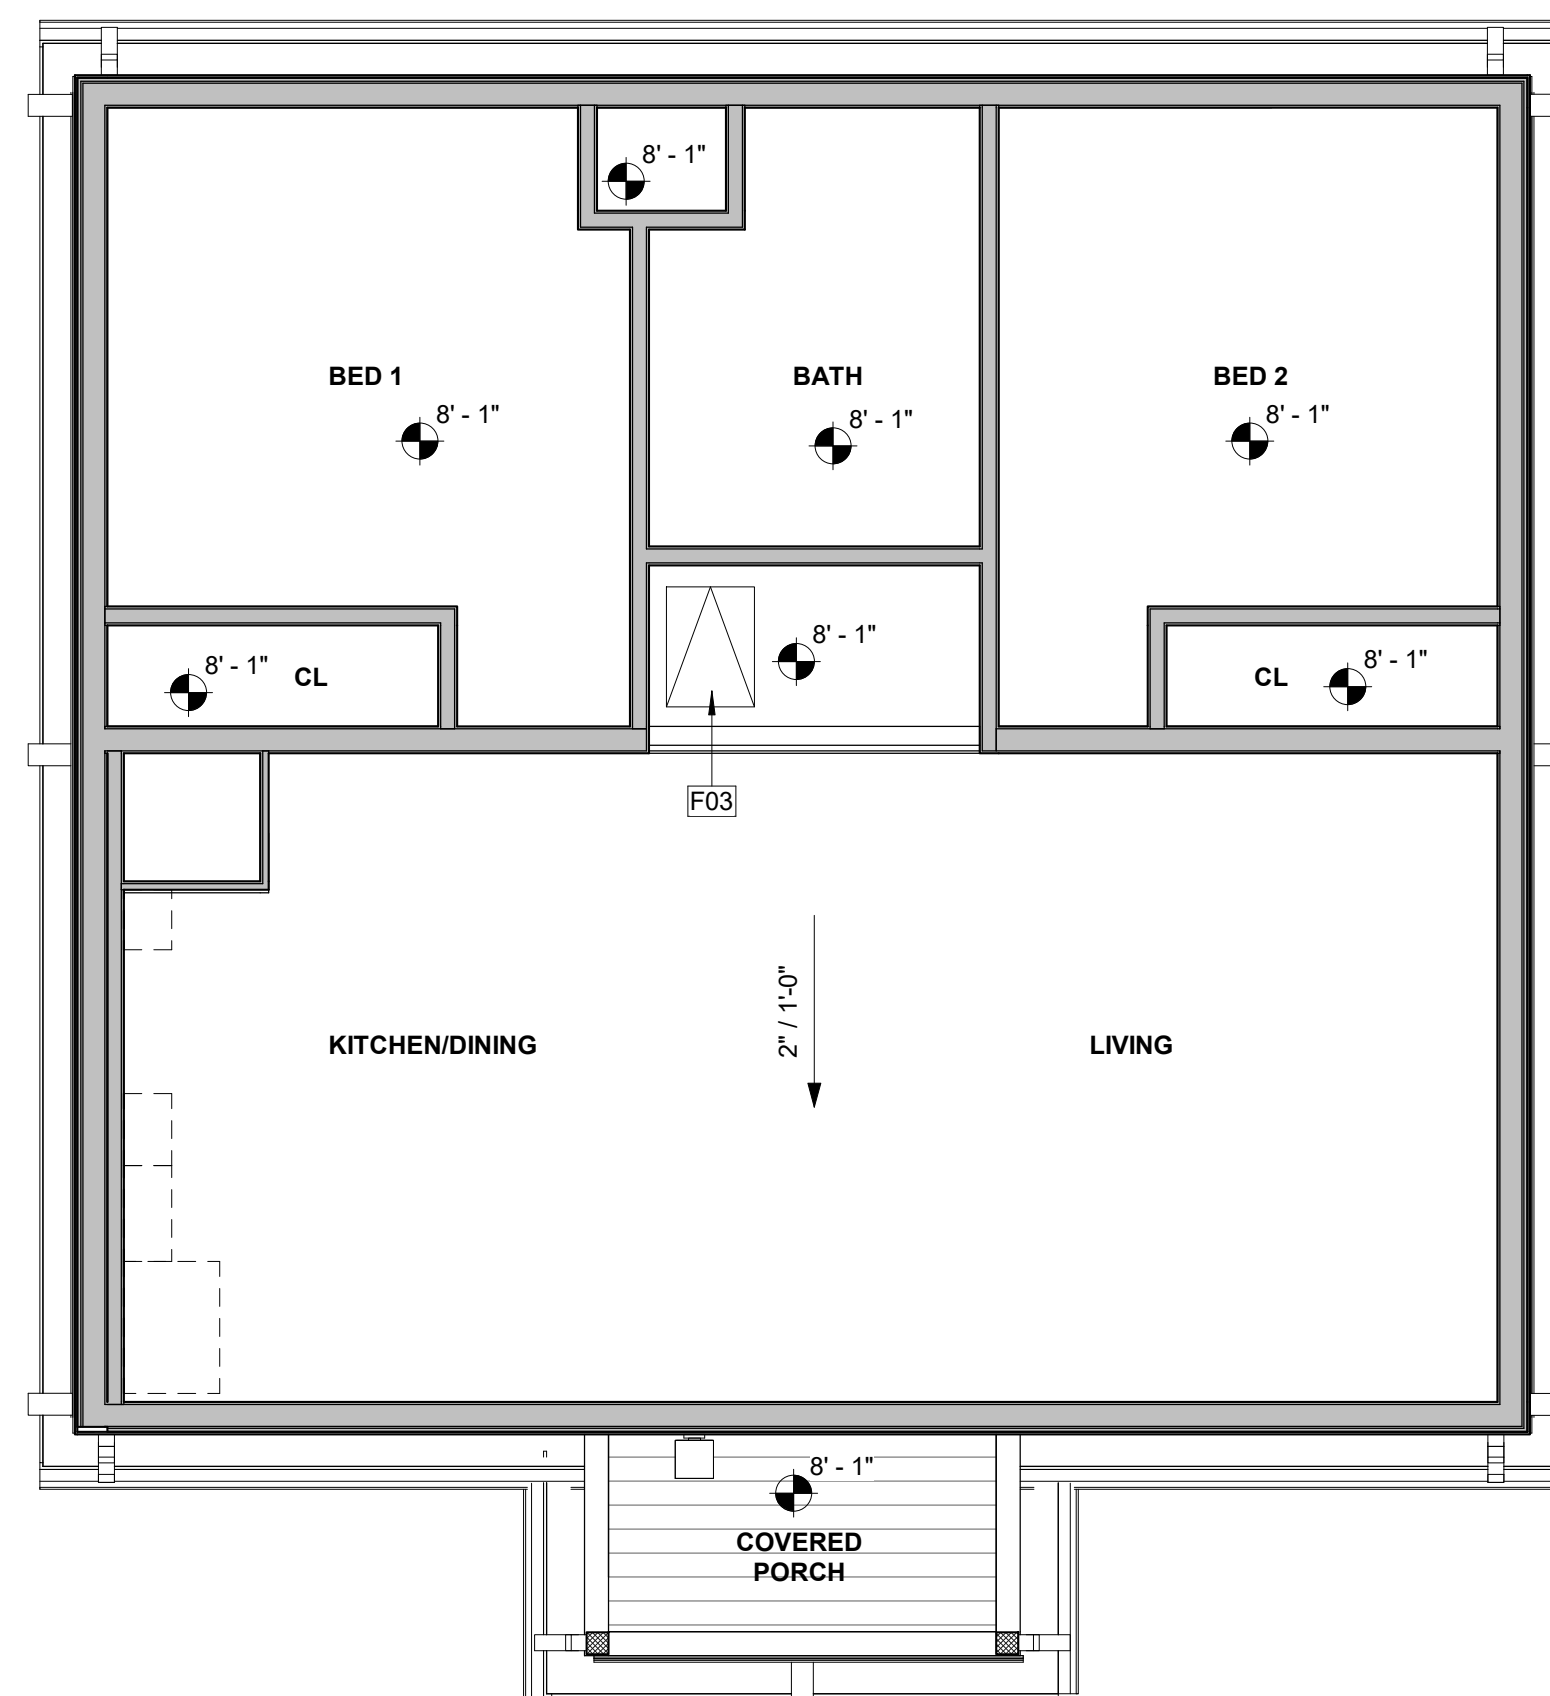 8' - 1"
BED 1
BATH
BED 2
8' - 1"
8' - 1"
8' - 1"
8' - 1"
8' - 1"
CL
CL
8' - 1"
F03
2" / 1'-0"
KITCHEN/DINING
LIVING
8' - 1"
COVERED
PORCH